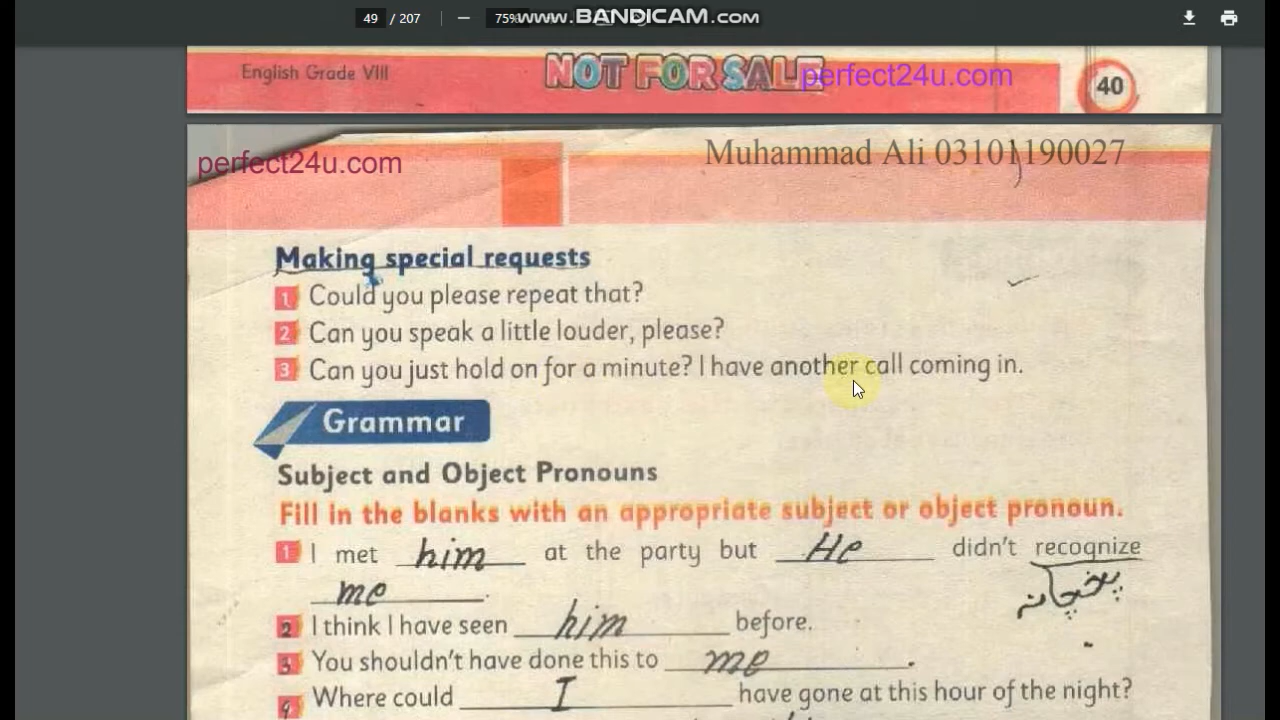 49 / 207
75%
www.BANDICAM.com
English Grade VIII
NOT FOR SALE
perfect24u.com
40
perfect24u.com
Muhammad Ali 03101190027
Making special requests
1 Could you please repeat that?
2 Can you speak a little louder, please?
3 Can you just hold on for a minute? I have another call coming in.
Grammar
Subject and Object Pronouns
Fill in the blanks with an appropriate subject or object pronoun.
1 I met him at the party but He didn't recognize
me.
2 I think I have seen him before.
3 You shouldn't have done this to me.
4 Where could I have gone at this hour of the night?